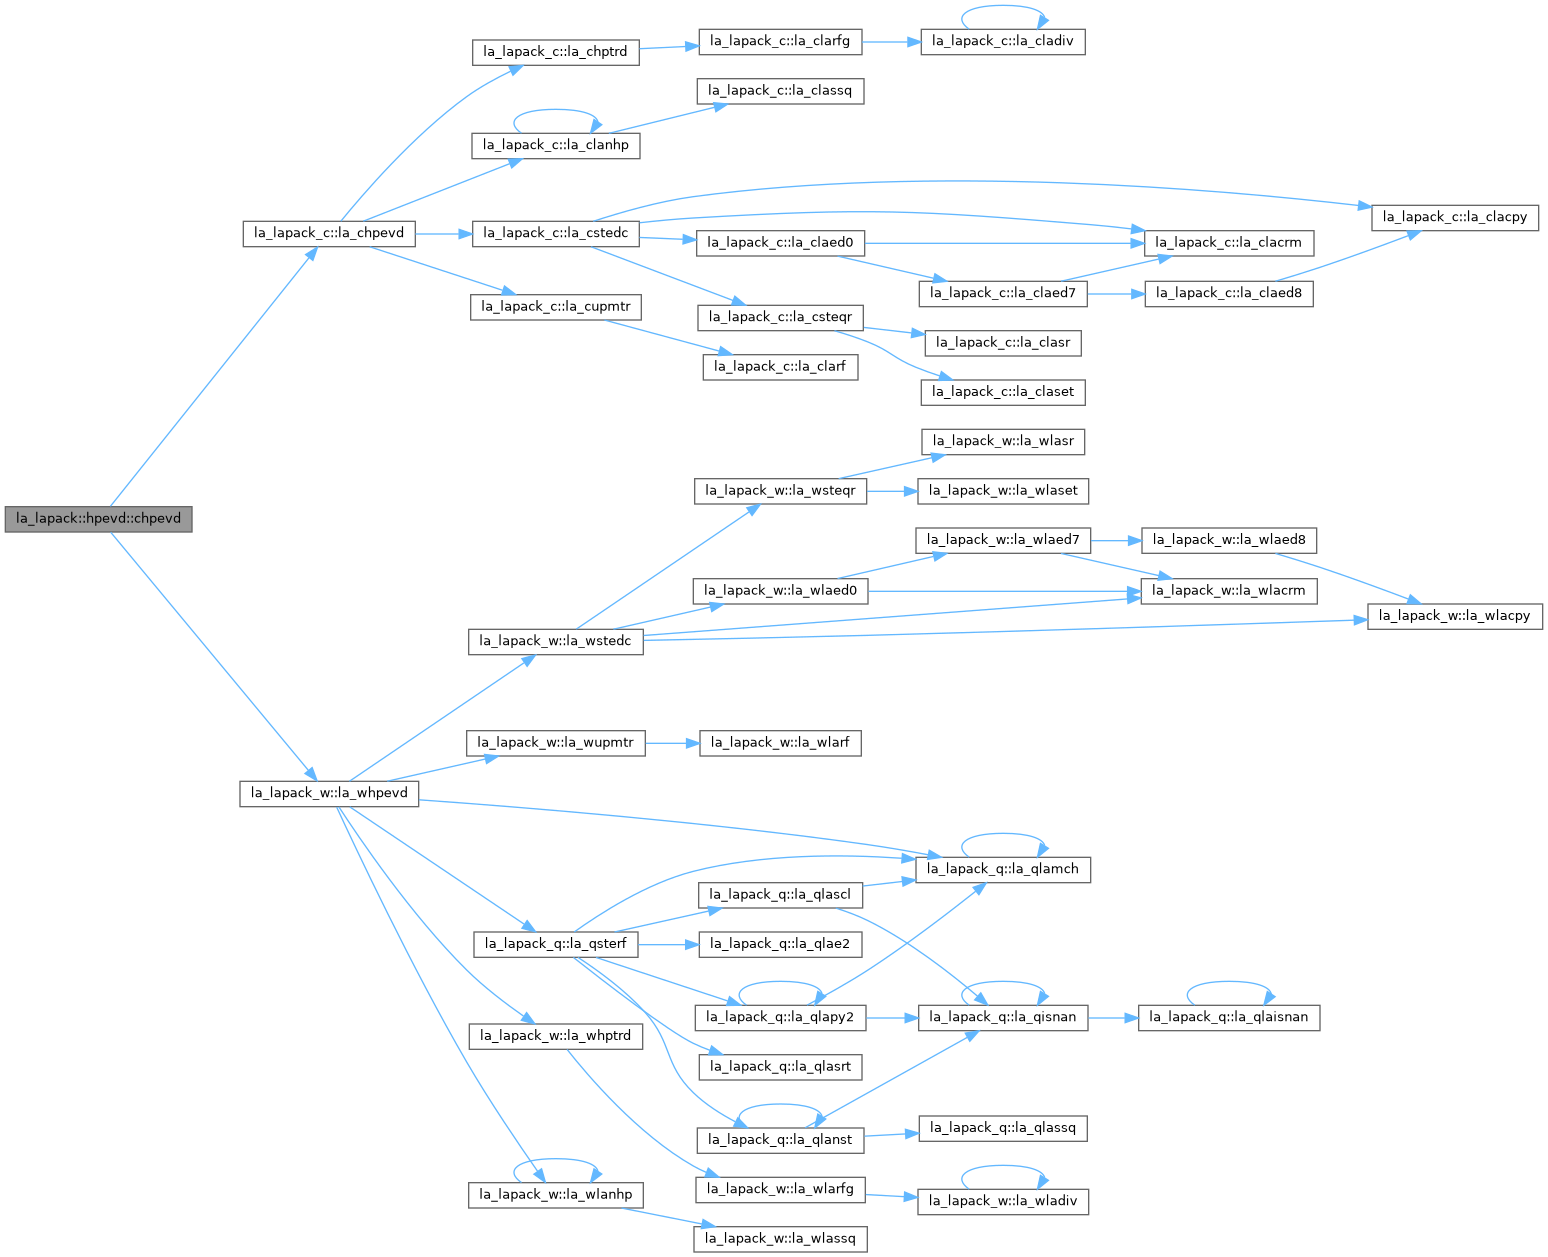 la_lapack::hpevd::chpevd
la_lapack_c::la_chpevd
la_lapack_c::la_chptrd
la_lapack_c::la_clarfg
la_lapack_c::la_cladiv
la_lapack_c::la_clanhp
la_lapack_c::la_classq
la_lapack_c::la_cstedc
la_lapack_c::la_clacpy
la_lapack_c::la_clacrm
la_lapack_c::la_claed0
la_lapack_c::la_claed7
la_lapack_c::la_claed8
la_lapack_c::la_csteqr
la_lapack_c::la_clasr
la_lapack_c::la_claset
la_lapack_c::la_cupmtr
la_lapack_c::la_clarf
la_lapack_w::la_whpevd
la_lapack_w::la_wstedc
la_lapack_w::la_wsteqr
la_lapack_w::la_wlasr
la_lapack_w::la_wlaset
la_lapack_w::la_wlaed0
la_lapack_w::la_wlaed7
la_lapack_w::la_wlaed8
la_lapack_w::la_wlacrm
la_lapack_w::la_wlacpy
la_lapack_w::la_wupmtr
la_lapack_w::la_wlarf
la_lapack_q::la_qlamch
la_lapack_q::la_qsterf
la_lapack_q::la_qlascl
la_lapack_q::la_qlae2
la_lapack_q::la_qlapy2
la_lapack_q::la_qisnan
la_lapack_q::la_qlaisnan
la_lapack_q::la_qlasrt
la_lapack_q::la_qlanst
la_lapack_q::la_qlassq
la_lapack_w::la_whptrd
la_lapack_w::la_wlarfg
la_lapack_w::la_wladiv
la_lapack_w::la_wlanhp
la_lapack_w::la_wlassq